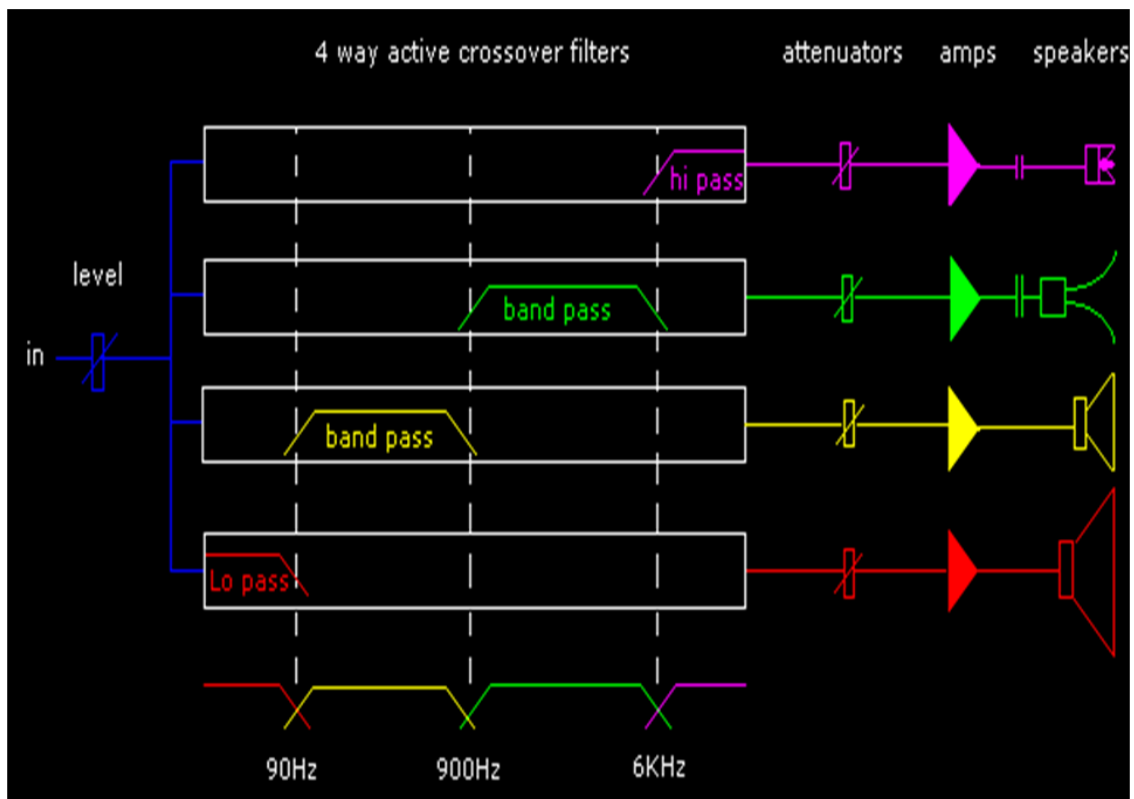 4 way active crossover filters attenuators amps speakers
hi pass
level
band pass
in
band pass
Lo pass
90Hz 900Hz 6KHz